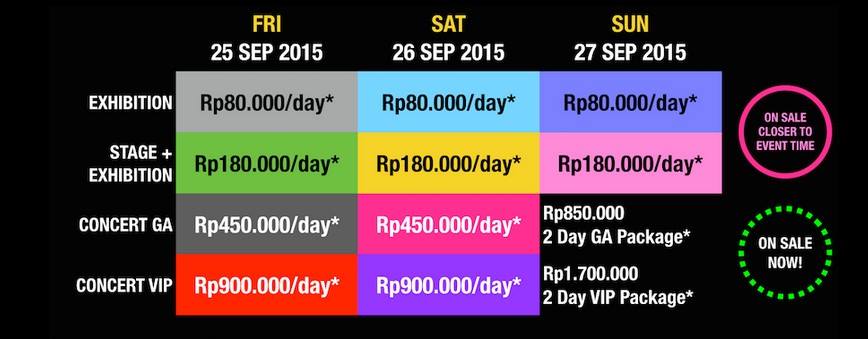 FRI SAT SUN
25 SEP 2015 26 SEP 2015 27 SEP 2015
EXHIBITION Rp80.000/day* Rp80.000/day* Rp80.000/day*
STAGE +
EXHIBITION Rp180.000/day* Rp180.000/day* Rp180.000/day*
ON SALE
CLOSER TO
EVENT TIME
CONCERT GA Rp450.000/day* Rp450.000/day* Rp850.000
2 Day GA Package*
CONCERT VIP Rp900.000/day* Rp900.000/day* Rp1.700.000
2 Day VIP Package*
ON SALE
NOW!